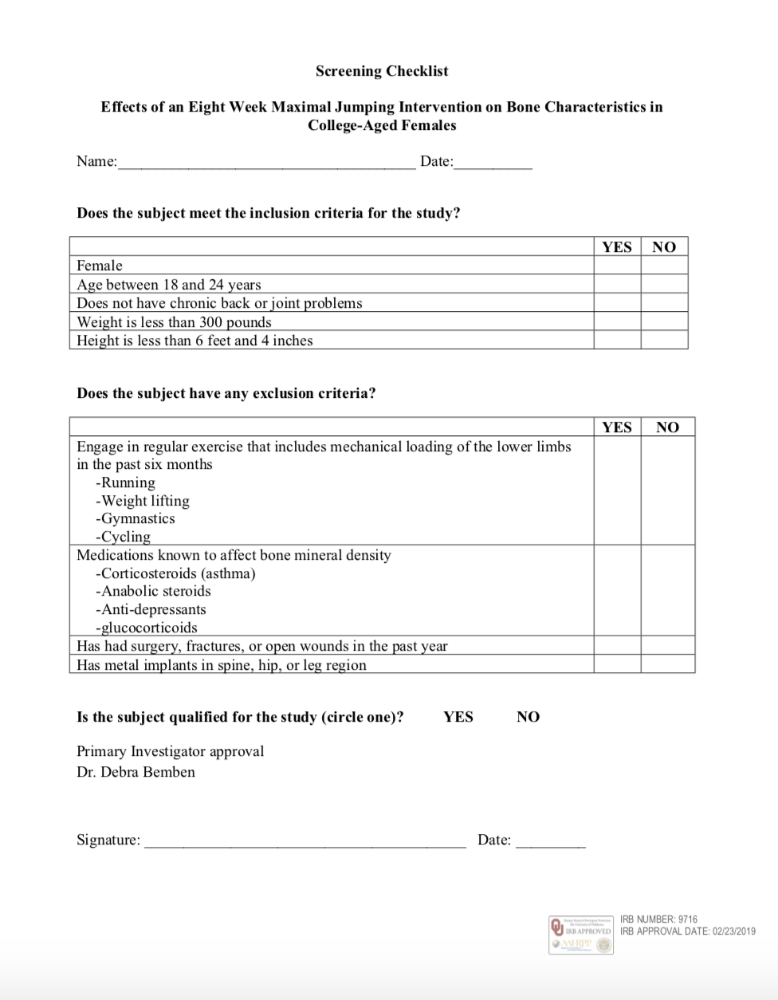 Screening Checklist
Effects of an Eight Week Maximal Jumping Intervention on Bone Characteristics in
College-Aged Females
Name:______________________________________ Date:__________
Does the subject meet the inclusion criteria for the study?
YES NO
Female
Age between 18 and 24 years
Does not have chronic back or joint problems
Weight is less than 300 pounds
Height is less than 6 feet and 4 inches
Does the subject have any exclusion criteria?
YES NO
Engage in regular exercise that includes mechanical loading of the lower limbs
in the past six months
-Running
-Weight lifting
-Gymnastics
-Cycling
Medications known to affect bone mineral density
-Corticosteroids (asthma)
-Anabolic steroids
-Anti-depressants
-glucocorticoids
Has had surgery, fractures, or open wounds in the past year
Has metal implants in spine, hip, or leg region
Is the subject qualified for the study (circle one)? YES NO
Primary Investigator approval
Dr. Debra Bemben
Signature: _________________________________________ Date: _________
IRB APPROVED
AAHRPP
IRB NUMBER: 9716
IRB APPROVAL DATE: 02/23/2019